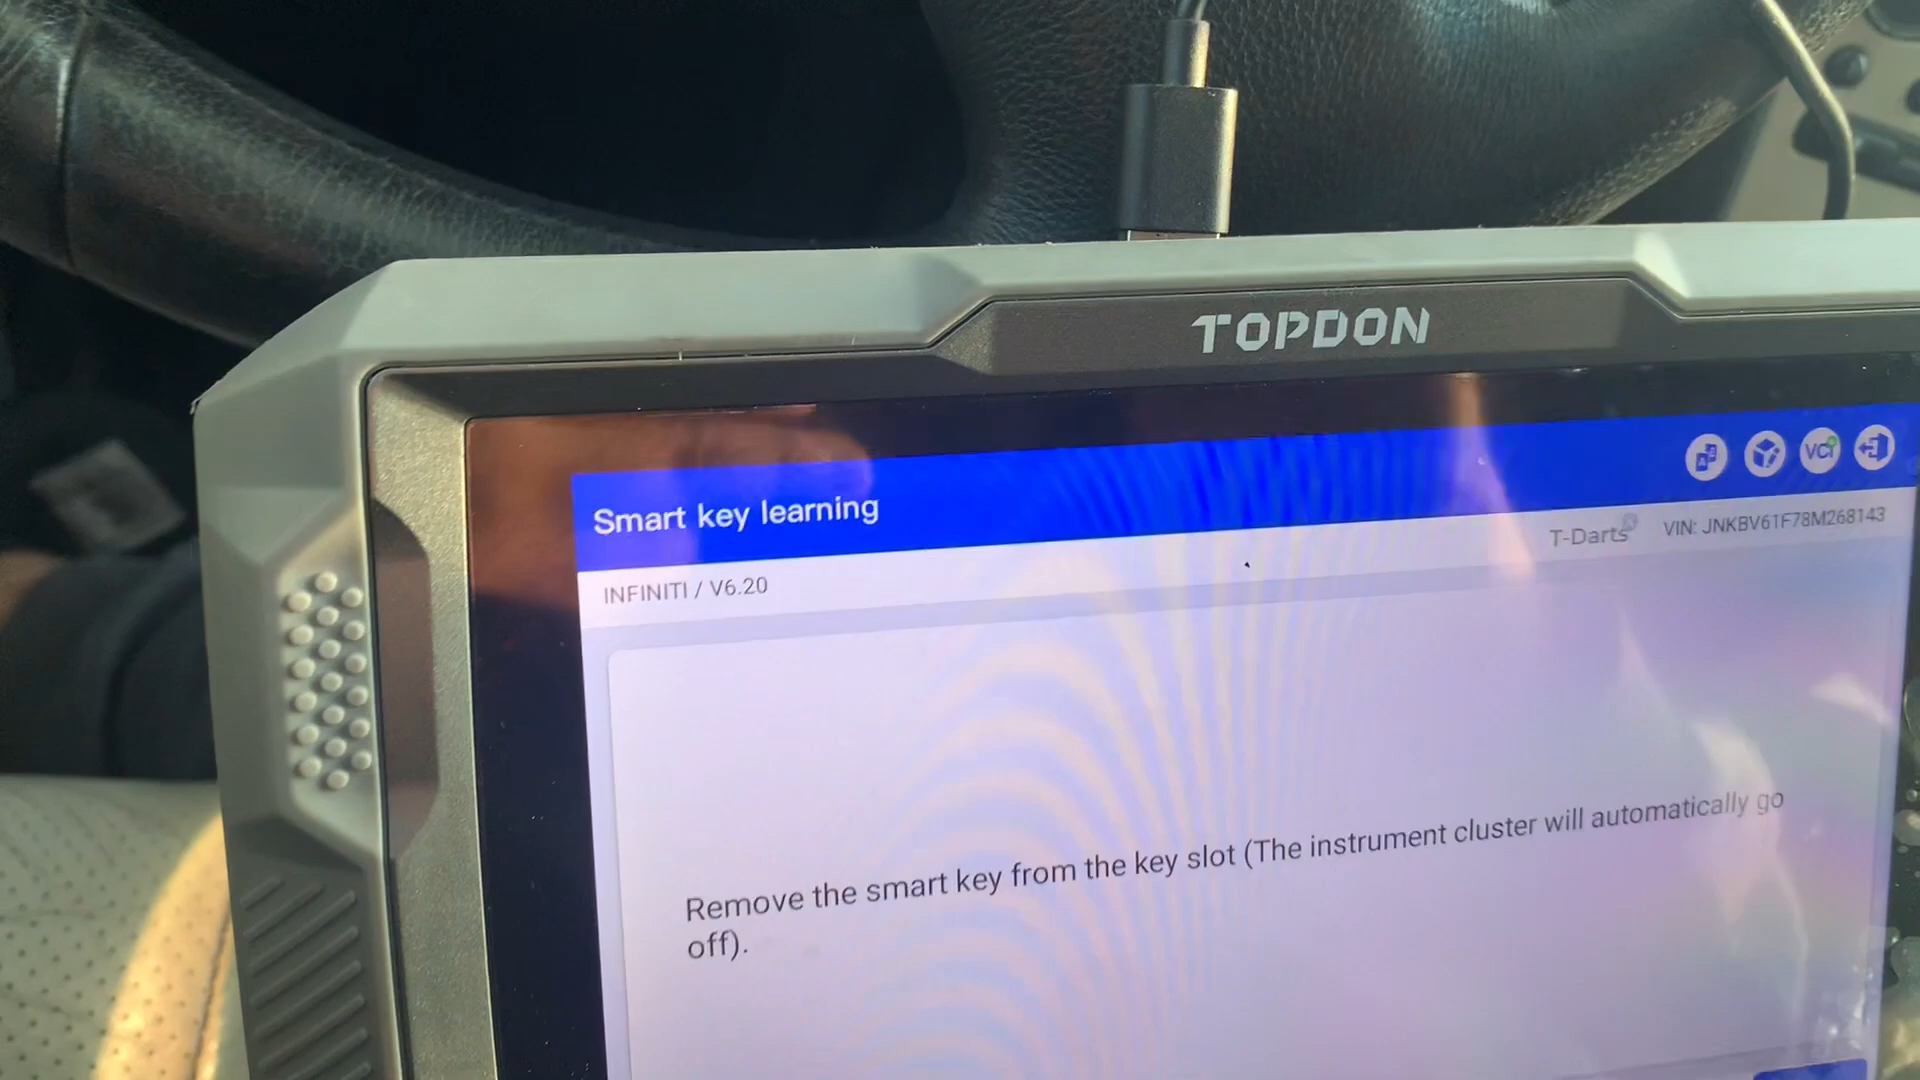 TOPDON
Smart key learning
VCI
INFINITI / V6.20
T-Darts
VIN: JNKBV61F78M268143
Remove the smart key from the key slot (The instrument cluster will automatically go
off).